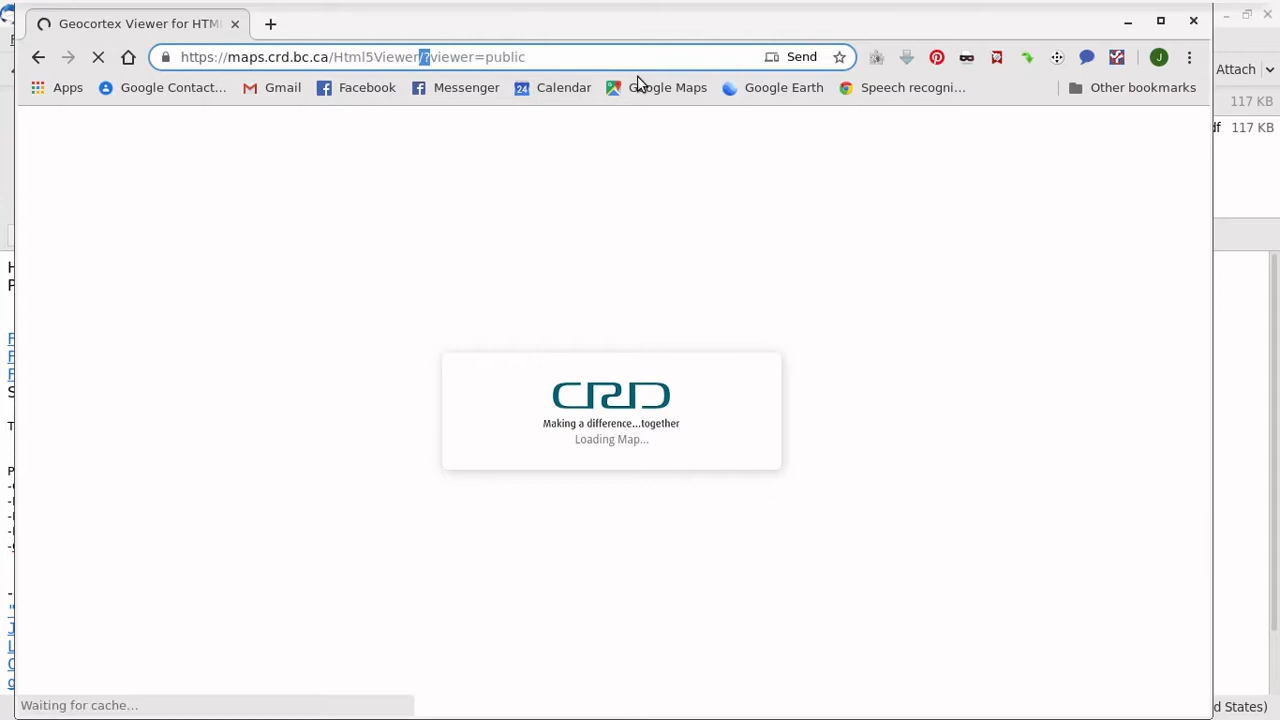 Geocortex Viewer for HTM
https://maps.crd.bc.ca/Html5Viewer/?viewer=public
Send
Attach
Apps
Google Contact...
Gmail
Facebook
Messenger
24
Calendar
Google Maps
Google Earth
Speech recogni...
Other bookmarks
J
117 KB
df 117 KB
H
P
F
F
F
S
T
P
CRD
Making a difference...together
Loading Map...
J
L
Waiting for cache...
d States)